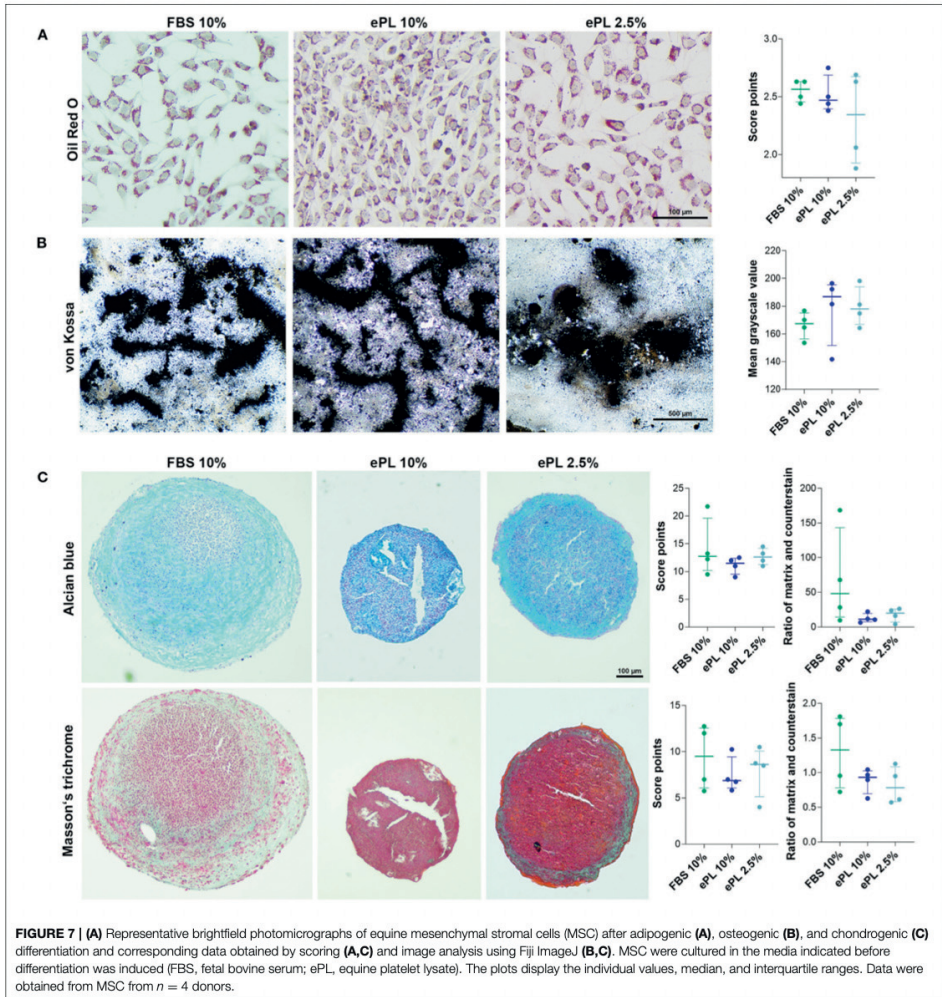 FBS 10% ePL 10% ePL 2.5%
A
Oil Red O
100 µm
Score points
3.0
2.5
2.0
FBS 10%
ePL 10%
ePL 2.5%
B
von Kossa
500 µm
Mean grayscale value
220
200
180
160
140
120
FBS 10%
ePL 10%
ePL 2.5%
FBS 10% ePL 10% ePL 2.5%
C
Alcian blue
100 µm
Score points
25
20
15
10
5
0
FBS 10%
ePL 10%
ePL 2.5%
Ratio of matrix and counterstain
200
150
100
50
0
FBS 10%
ePL 10%
ePL 2.5%
Masson's trichrome
Score points
15
10
5
0
FBS 10%
ePL 10%
ePL 2.5%
Ratio of matrix and counterstain
2.0
1.5
1.0
0.5
0.0
FBS 10%
ePL 10%
ePL 2.5%
FIGURE 7 | (A) Representative brightfield photomicrographs of equine mesenchymal stromal cells (MSC) after adipogenic (A), osteogenic (B), and chondrogenic (C)
differentiation and corresponding data obtained by scoring (A,C) and image analysis using Fiji ImageJ (B,C). MSC were cultured in the media indicated before
differentiation was induced (FBS, fetal bovine serum; ePL, equine platelet lysate). The plots display the individual values, median, and interquartile ranges. Data were
obtained from MSC from n = 4 donors.